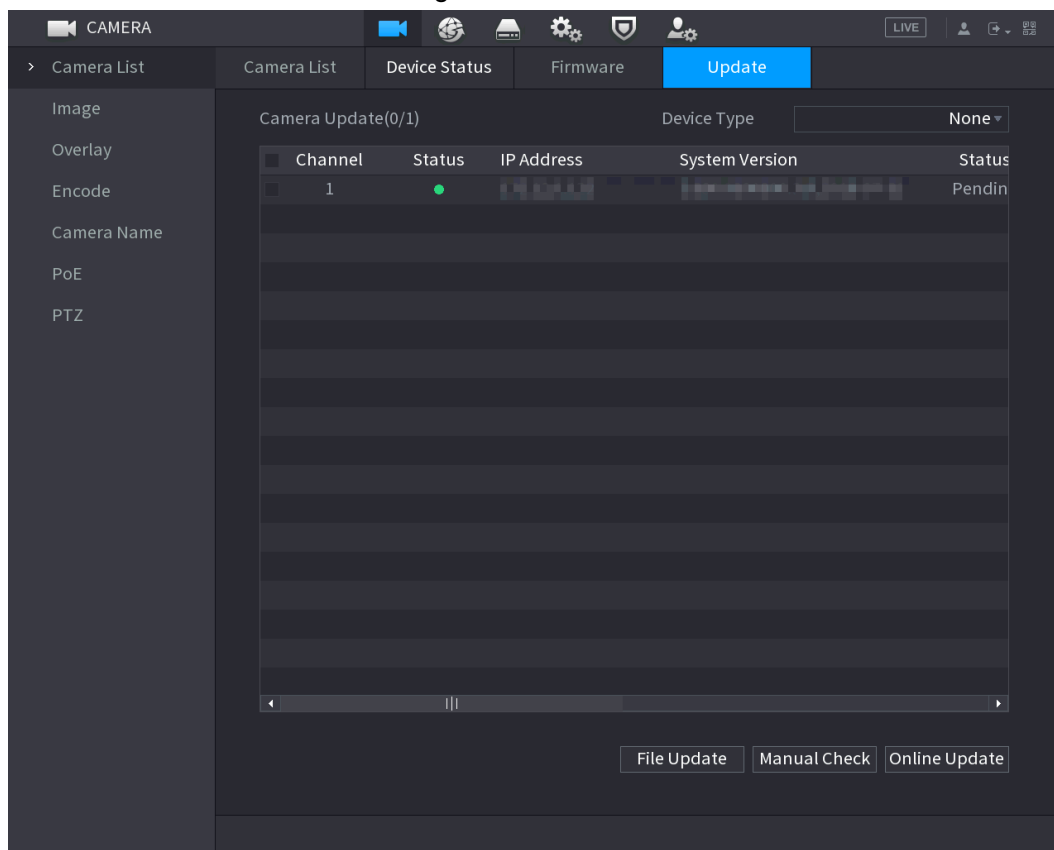 CAMERA
LIVE
Camera List
Image
Overlay
Encode
Camera Name
PoE
PTZ
Camera List Device Status Firmware Update
Camera Update(0/1) Device Type None
Channel Status IP Address System Version Status
1 Pendin
File Update Manual Check Online Update